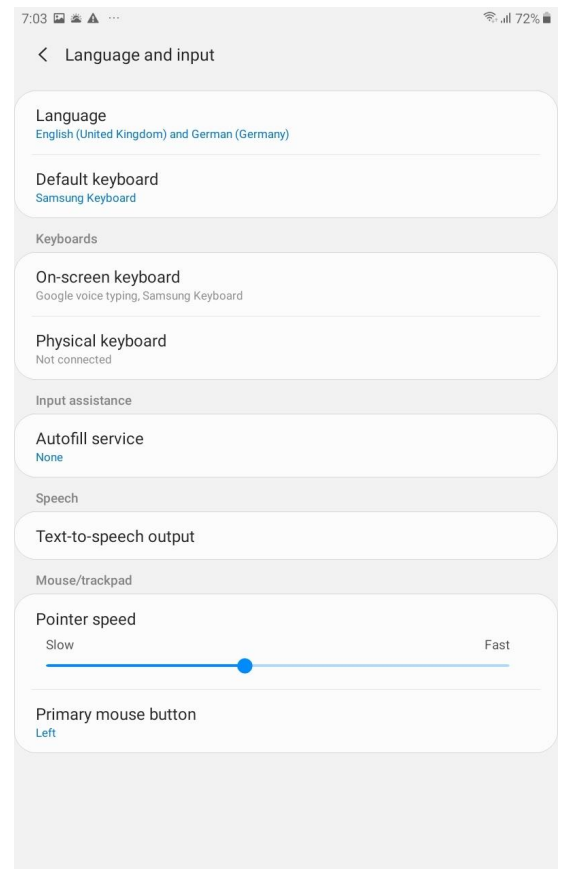 7:03 ... 72%
Language and input
Language
English (United Kingdom) and German (Germany)
Default keyboard
Samsung Keyboard
Keyboards
On-screen keyboard
Google voice typing, Samsung Keyboard
Physical keyboard
Not connected
Input assistance
Autofill service
None
Speech
Text-to-speech output
Mouse/trackpad
Pointer speed
Slow Fast
Primary mouse button
Left